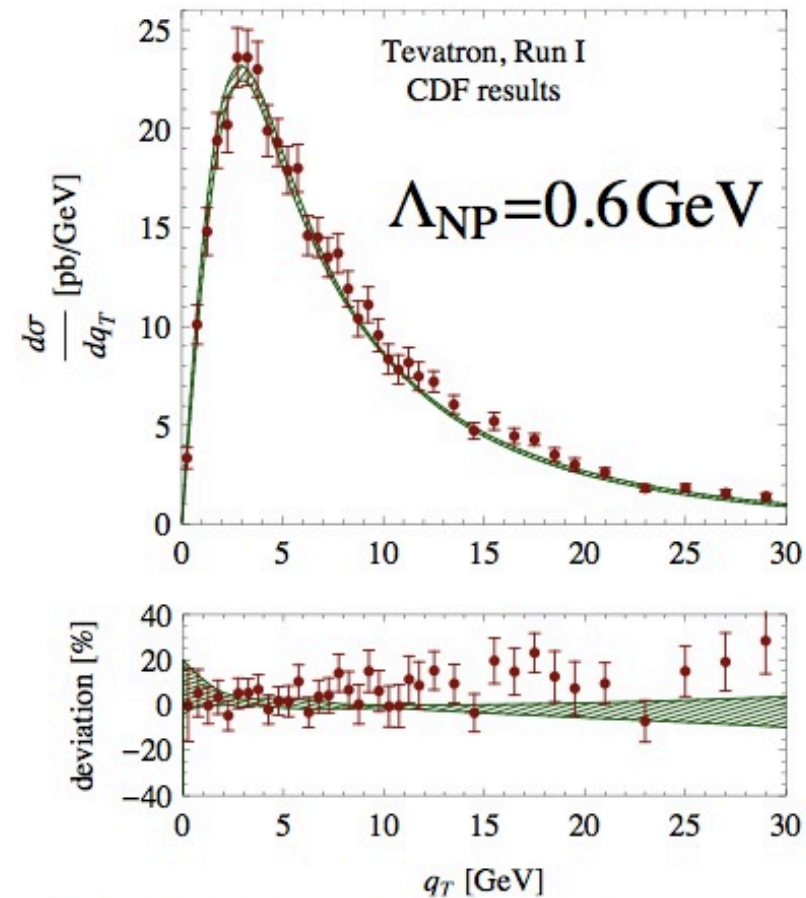 25
20
15
10
5
0
dσ
dq_T
[pb/GeV]
Tevatron, Run I
CDF results
Λ_NP=0.6GeV
0 5 10 15 20 25 30
40
20
0
−20
−40
deviation [%]
0 5 10 15 20 25 30
q_T [GeV]